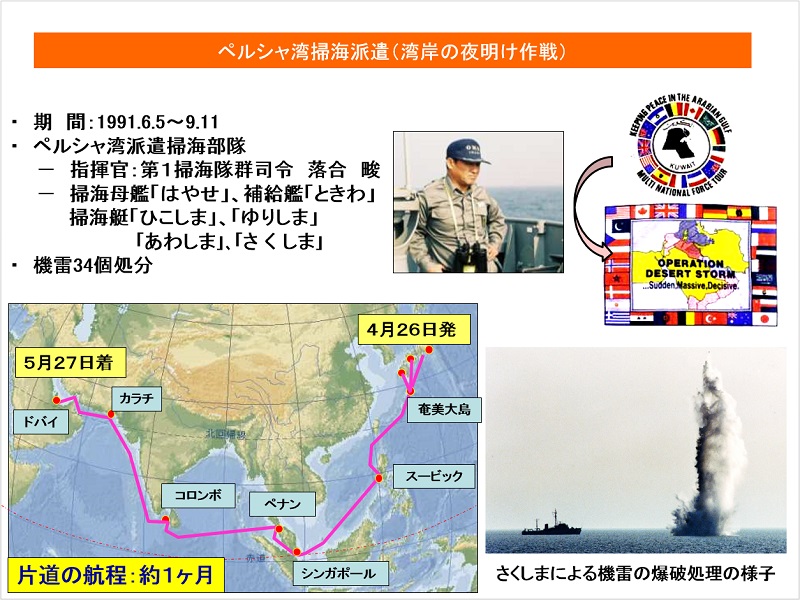 ペルシャ湾掃海派遣(湾岸の夜明け作戦)
・ 期 間:1991.6.5～9.11
・ ペルシャ湾派遣掃海部隊
－ 指揮官:第1掃海隊群司令 落合 畯
－ 掃海母艦「はやせ」、補給艦「ときわ」
掃海艇「ひこしま」、「ゆりしま」
「あわしま」、「さくしま」
・ 機雷34個処分
KEEPING PEACE IN THE ARABIAN GULF
KUWAIT
MULTI NATIONAL FORCE TOUR
OPERATION
DESERT STORM
...Sudden, Massive, Decisive.
4月26日発
5月27日着
カラチ
ドバイ
奄美大島
北回帰線
スービック
コロンボ
ペナン
赤道
シンガポール
片道の航程:約1ヶ月
さくしまによる機雷の爆破処理の様子